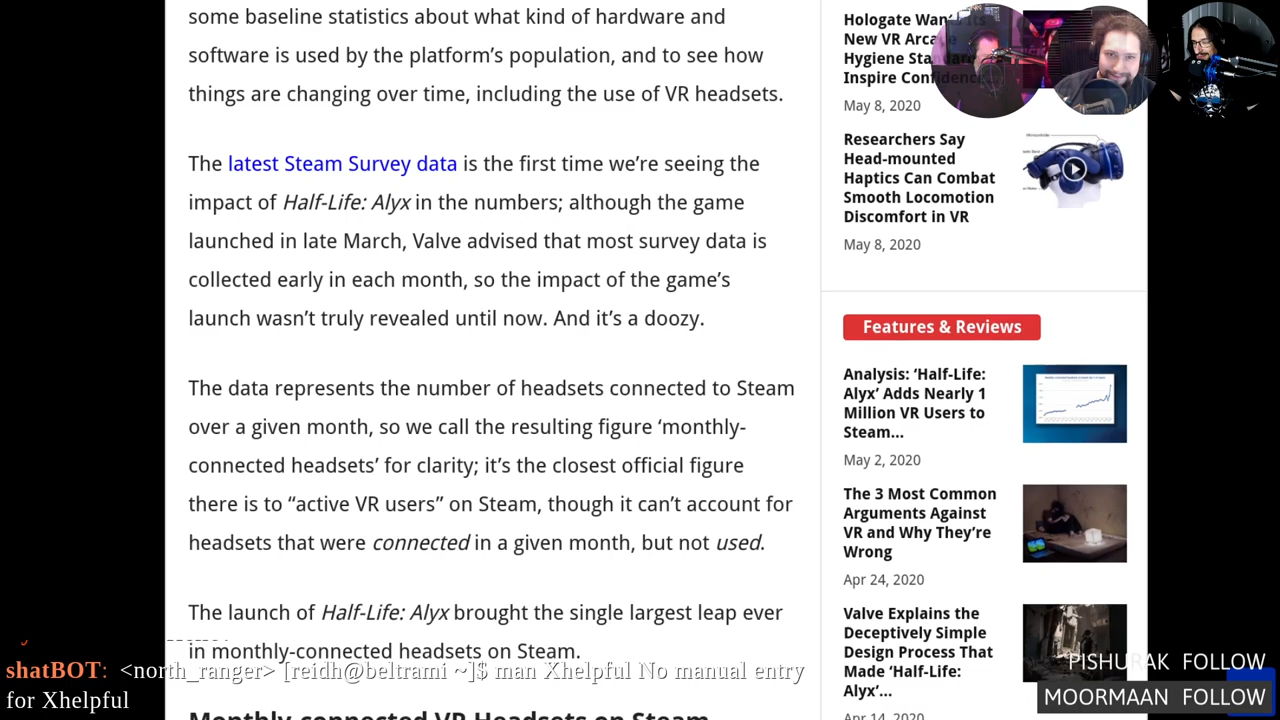 some baseline statistics about what kind of hardware and
software is used by the platform's population, and to see how
things are changing over time, including the use of VR headsets.
The latest Steam Survey data is the first time we're seeing the
impact of Half-Life: Alyx in the numbers; although the game
launched in late March, Valve advised that most survey data is
collected early in each month, so the impact of the game's
launch wasn't truly revealed until now. And it's a doozy.
The data represents the number of headsets connected to Steam
over a given month, so we call the resulting figure 'monthly-
connected headsets' for clarity; it's the closest official figure
there is to “active VR users” on Steam, though it can't account for
headsets that were connected in a given month, but not used.
The launch of Half-Life: Alyx brought the single largest leap ever
in monthly-connected headsets on Steam.
Monthly-connected VR Headsets on Steam
Hologate
New VR
Hygiene
Inspire
May 8, 2020
Researchers Say
Head-mounted
Haptics Can Combat
Smooth Locomotion
Discomfort in VR
May 8, 2020
Features & Reviews
Analysis: 'Half-Life:
Alyx' Adds Nearly 1
Million VR Users to
Steam...
May 2, 2020
The 3 Most Common
Arguments Against
VR and Why They're
Wrong
Apr 24, 2020
Valve Explains the
Deceptively Simple
Design Process That
Made 'Half-Life:
Alyx'...
Apr 14, 2020
shatBOT: <north_ranger> [reidh@beltrami ~]$ man Xhelpful No manual entry
for Xhelpful
PISHURAK FOLLOW
MOORMAAN FOLLOW